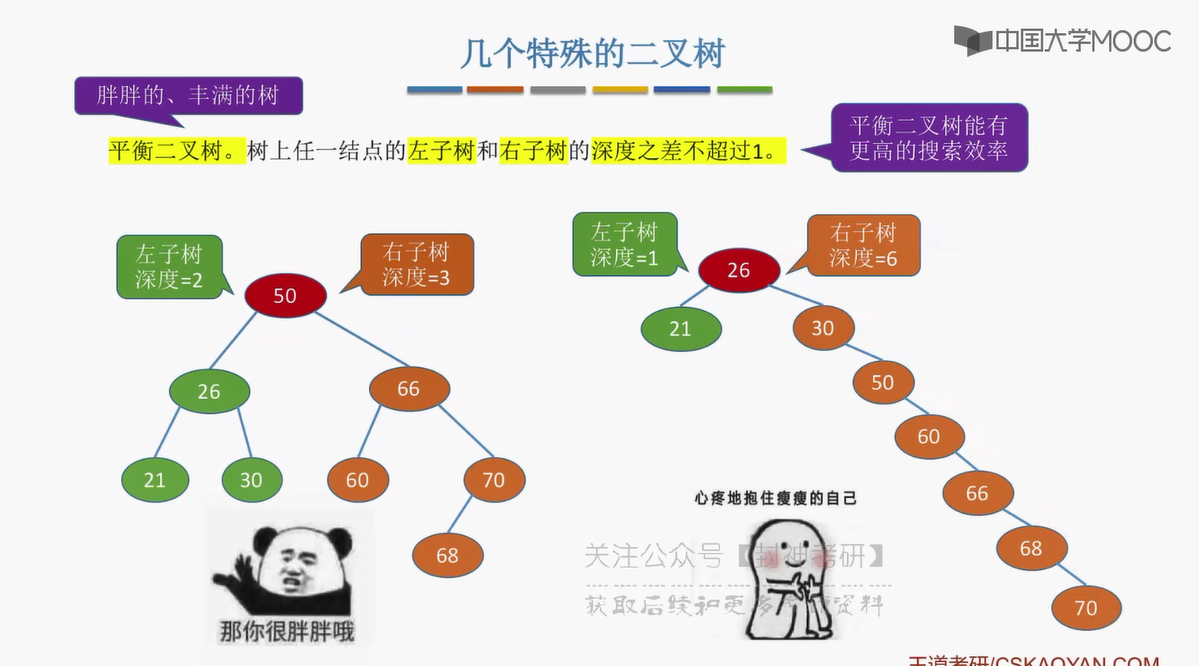 几个特殊的二叉树
中国大学MOOC
胖胖的、丰满的树
平衡二叉树。树上任一结点的左子树和右子树的深度之差不超过1。
平衡二叉树能有
更高的搜索效率
左子树
深度=2
右子树
深度=3
50
26
66
21
30
60
70
68
那你很胖胖哦
左子树
深度=1
右子树
深度=6
26
21
30
50
60
66
68
70
心疼地抱住瘦瘦的自己
关注公众号【封神考研】
获取后续和更多考研资料
王道考研/CSKAOYAN.COM